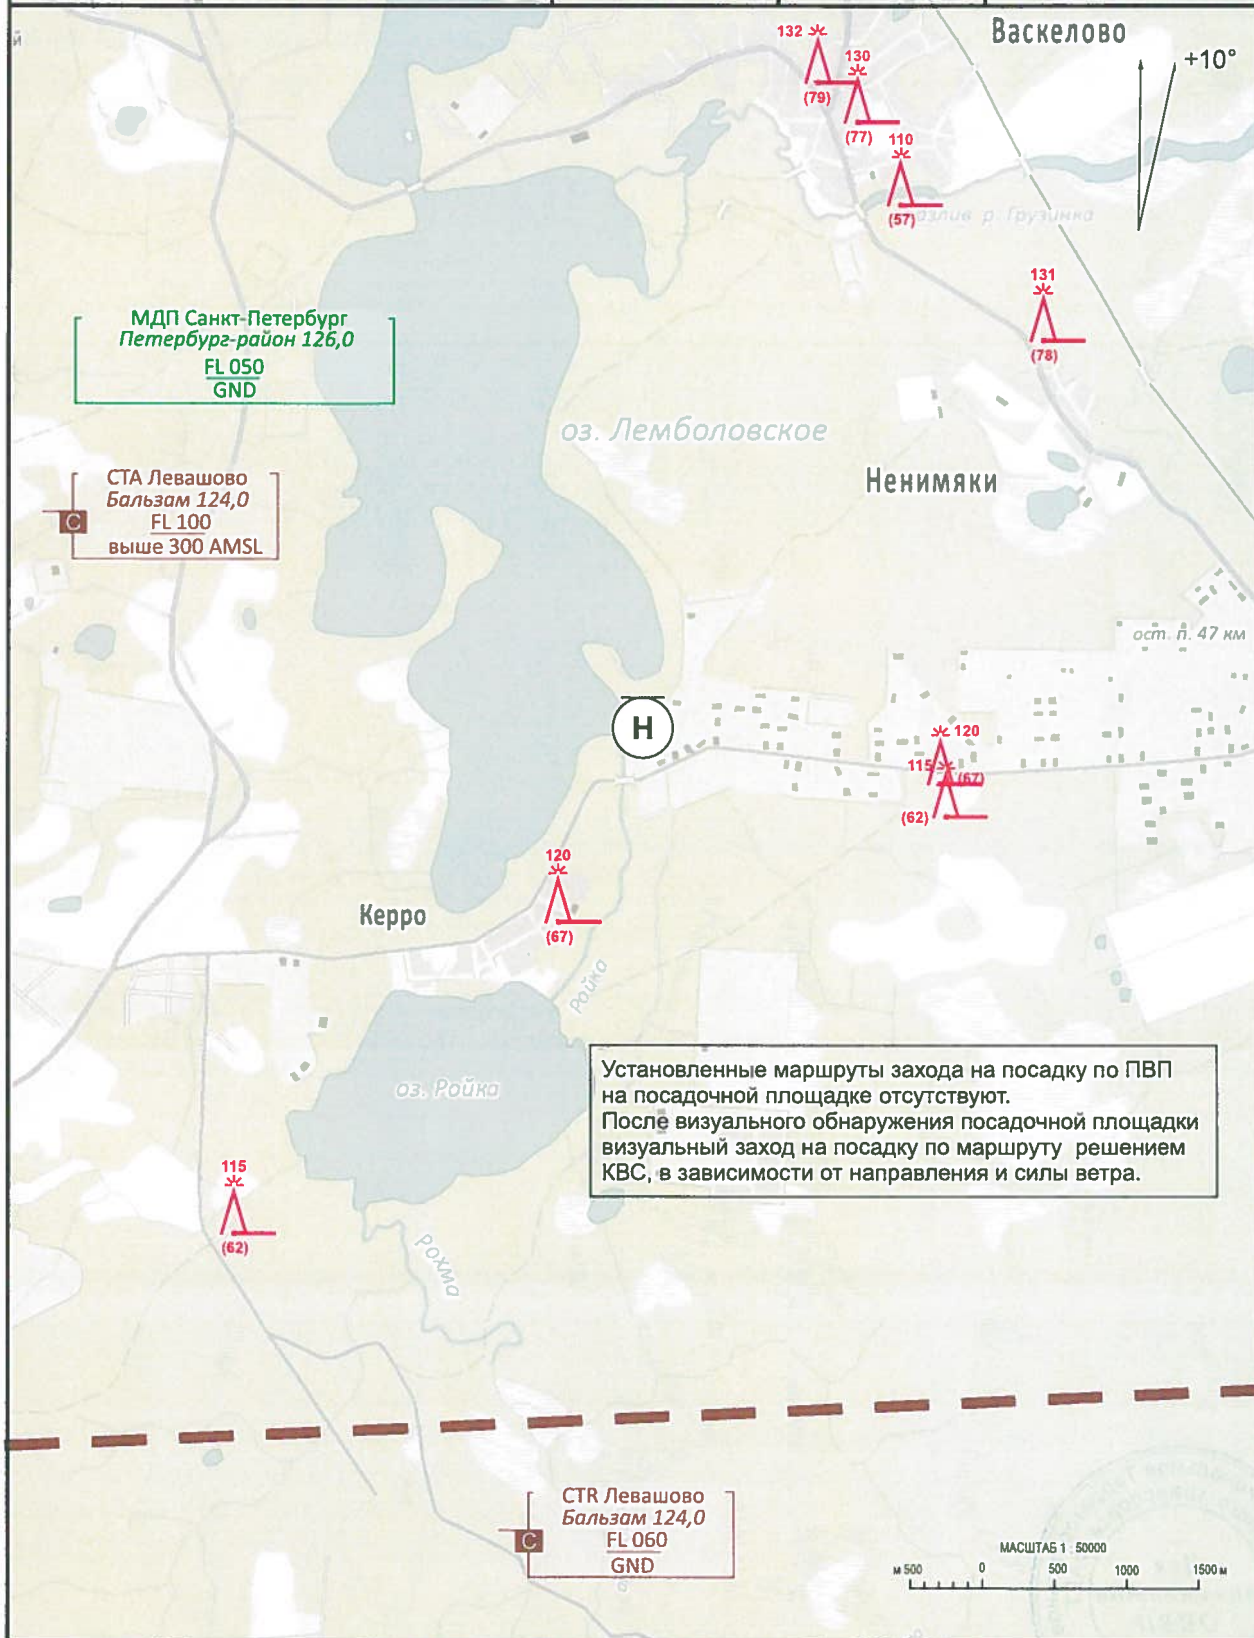 Васкелово
й
132
130
+10°
(79)
(77)
110
(57)
азлив р. Грузинка
131
(78)
МДП Санкт-Петербург
Петербург-район 126,0
FL 050
GND
оз. Лемболовское
Ненимяки
СТА Левашово
Бальзам 124,0
С
FL 100
выше 300 AMSL
ост. п. 47 км
H
120
115
(67)
(62)
120
(67)
Керро
Ройка
оз. Ройка
Установленные маршруты захода на посадку по ПВП
на посадочной площадке отсутствуют.
После визуального обнаружения посадочной площадки
визуальный заход на посадку по маршруту решением
КВС, в зависимости от направления и силы ветра.
115
(62)
Рохма
CTR Левашово
Бальзам 124,0
С
FL 060
GND
МАСШТАБ 1 : 50000
м 500 0 500 1000 1500 м